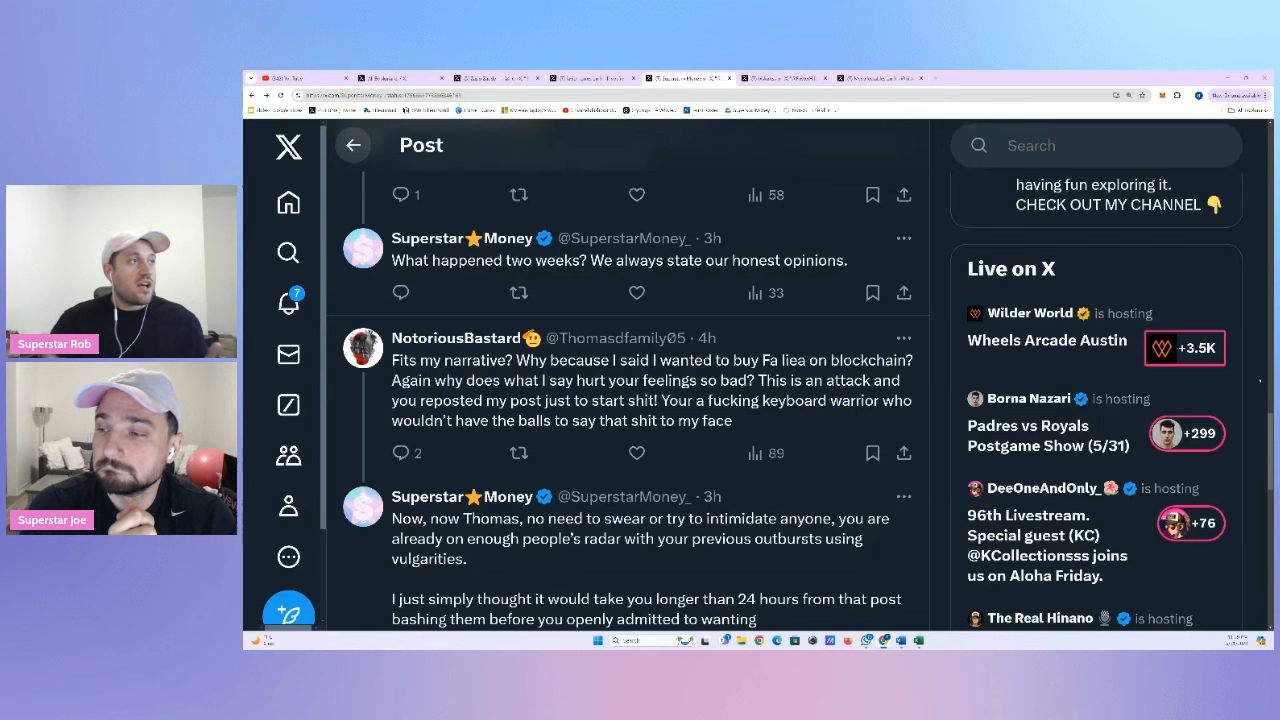 Post
Search
1
58
having fun exploring it.
CHECK OUT MY CHANNEL 👇
Superstar⭐Money @SuperstarMoney_ · 3h
What happened two weeks? We always state our honest opinions.
33
Live on X
Wilder World is hosting
Wheels Arcade Austin
+3.5K
7
Superstar Rob
NotoriousBastard🫡 @Thomasdfamily05 · 4h
Fits my narrative? Why because I said I wanted to buy Fa liea on blockchain?
Again why does what I say hurt your feelings so bad? This is an attack and
you reposted my post just to start shit! Your a fucking keyboard warrior who
wouldn't have the balls to say that shit to my face
2
89
Borna Nazari is hosting
Padres vs Royals
Postgame Show (5/31)
+299
Superstar Joe
Superstar⭐Money @SuperstarMoney_ · 3h
Now, now Thomas, no need to swear or try to intimidate anyone, you are
already on enough people's radar with your previous outbursts using
vulgarities.
I just simply thought it would take you longer than 24 hours from that post
bashing them before you openly admitted to wanting
DeeOneAndOnly_🌺 is hosting
96th Livestream.
Special guest (KC)
@KCollectionsss joins
us on Aloha Friday.
+76
The Real Hinano🎙️ is hosting
Search